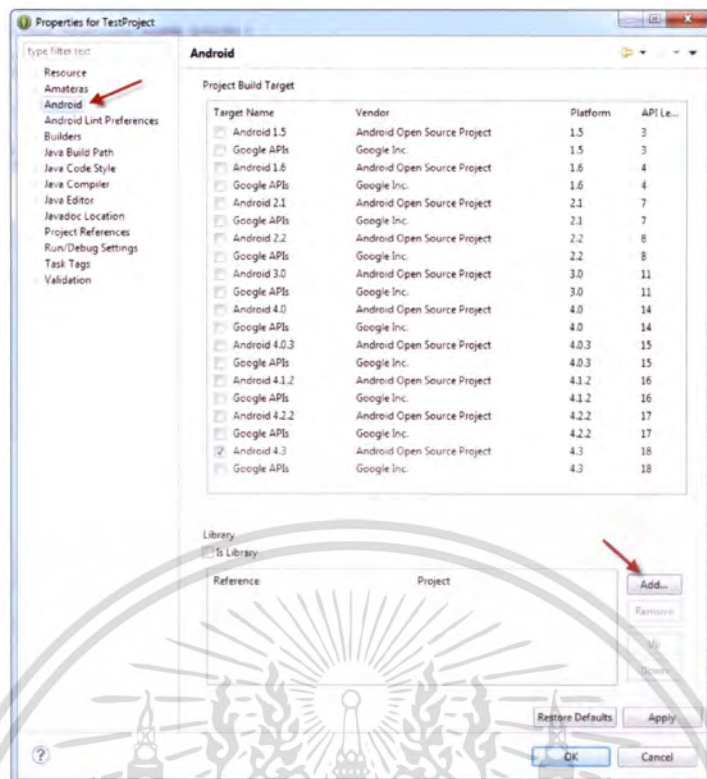 Properties for TestProject
type filter text
Resource
Amateras
Android
Android Lint Preferences
Builders
Java Build Path
Java Code Style
Java Compiler
Java Editor
Javadoc Location
Project References
Run/Debug Settings
Task Tags
Validation
Android
Project Build Target
Target Name Vendor Platform API Le...
Android 1.5 Android Open Source Project 1.5 3
Google APIs Google Inc. 1.5 3
Android 1.6 Android Open Source Project 1.6 4
Google APIs Google Inc. 1.6 4
Android 2.1 Android Open Source Project 2.1 7
Google APIs Google Inc. 2.1 7
Android 2.2 Android Open Source Project 2.2 8
Google APIs Google Inc. 2.2 8
Android 3.0 Android Open Source Project 3.0 11
Google APIs Google Inc. 3.0 11
Android 4.0 Android Open Source Project 4.0 14
Google APIs Google Inc. 4.0 14
Android 4.0.3 Android Open Source Project 4.0.3 15
Google APIs Google Inc. 4.0.3 15
Android 4.1.2 Android Open Source Project 4.1.2 16
Google APIs Google Inc. 4.1.2 16
Android 4.2.2 Android Open Source Project 4.2.2 17
Google APIs Google Inc. 4.2.2 17
Android 4.3 Android Open Source Project 4.3 18
Google APIs Google Inc. 4.3 18
Library
Is Library
Reference Project
Add...
Remove
Up
Down
Restore Defaults Apply
? OK Cancel